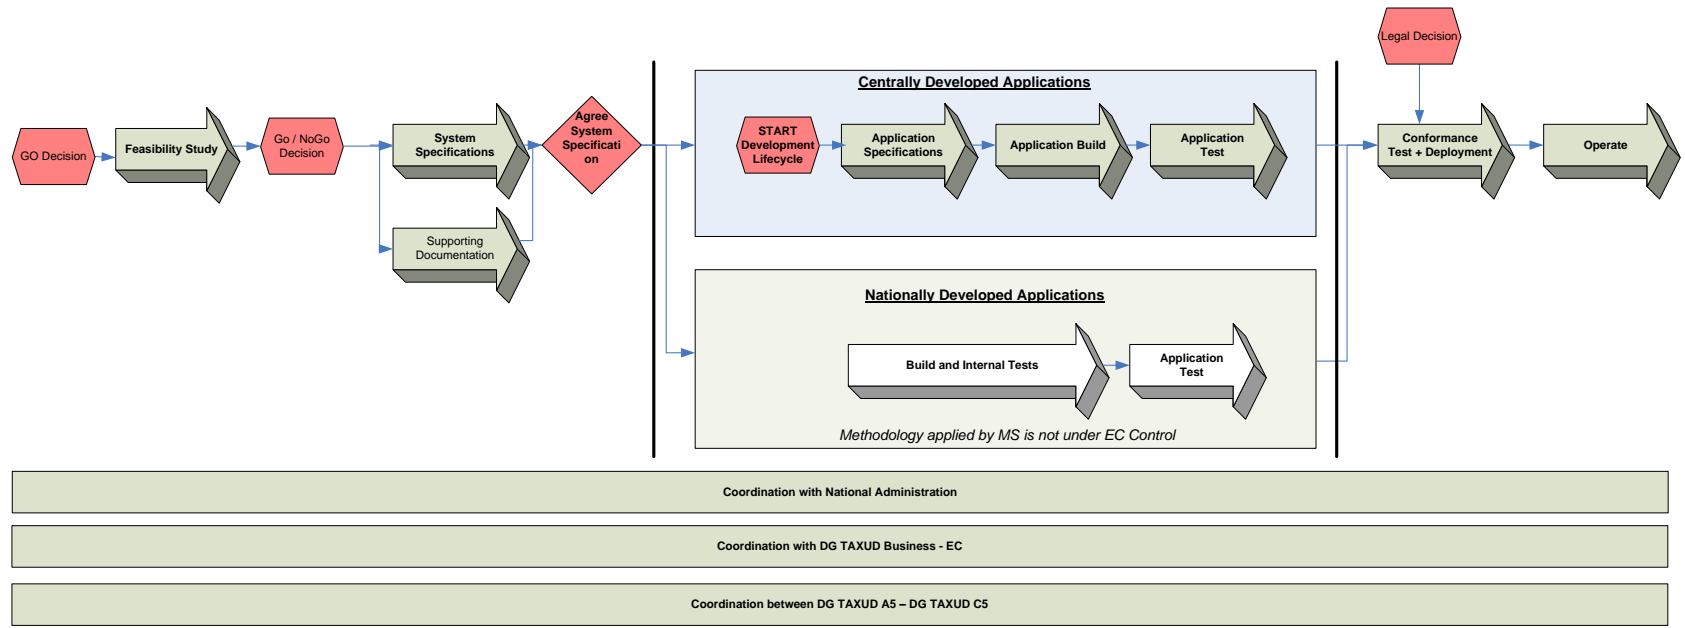 Legal Decision
GO Decision
Feasibility Study
Go / NoGo
Decision
System
Specifications
Supporting
Documentation
Agree
System
Specificati
on
Centrally Developed Applications
START
Development
Lifecycle
Application
Specifications
Application Build
Application
Test
Nationally Developed Applications
Build and Internal Tests
Application
Test
Methodology applied by MS is not under EC Control
Conformance
Test + Deployment
Operate
Coordination with National Administration
Coordination with DG TAXUD Business - EC
Coordination between DG TAXUD A5 – DG TAXUD C5